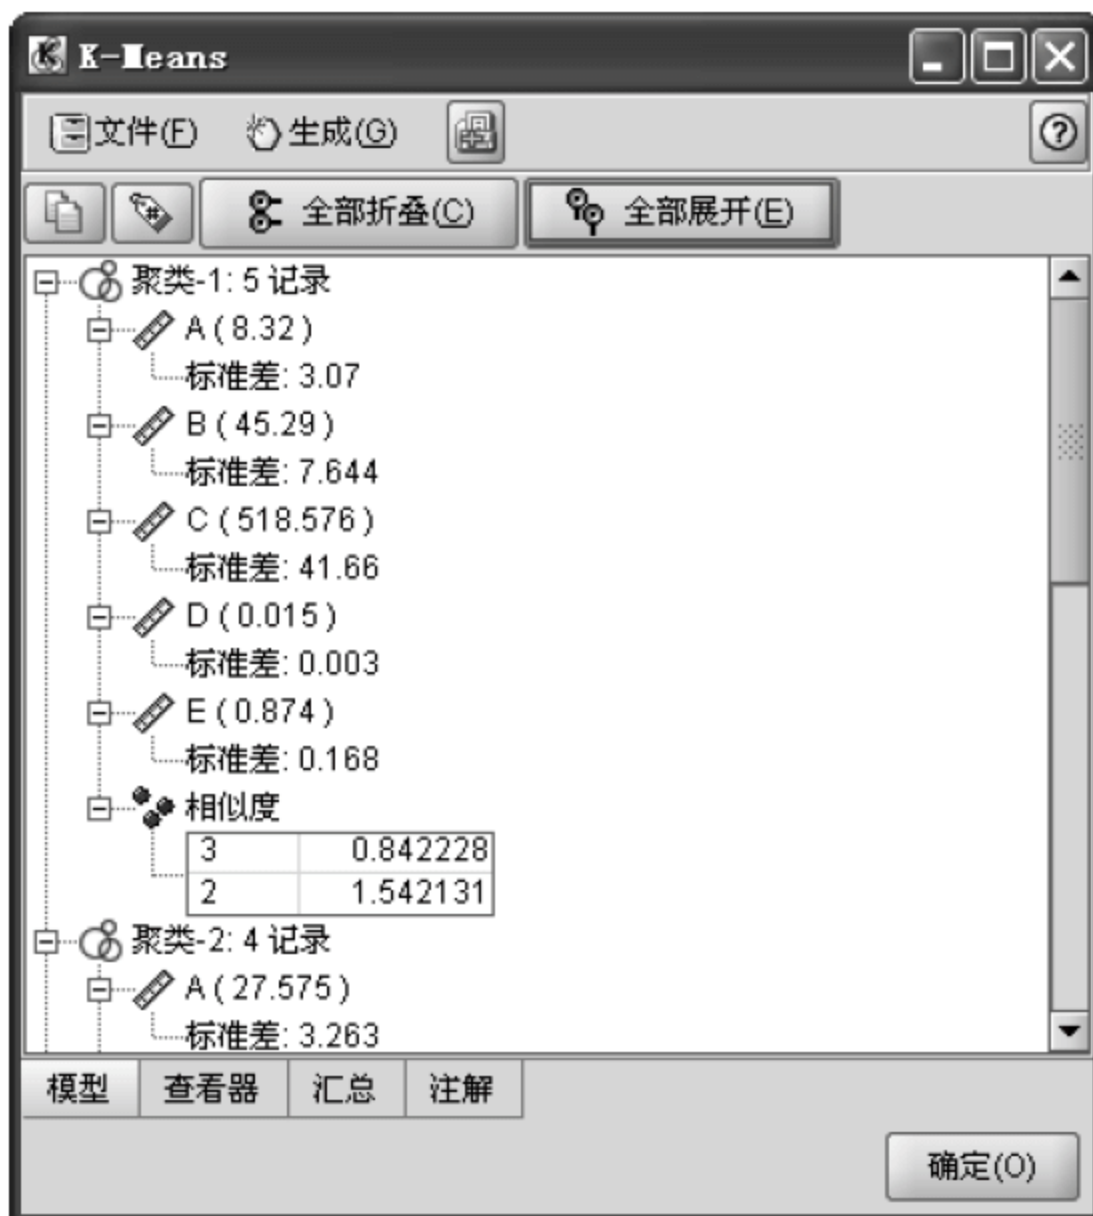 K-Means
文件(F) 生成(G)
全部折叠(C) 全部展开(E)
聚类-1: 5 记录
A ( 8.32 )
标准差: 3.07
B ( 45.29 )
标准差: 7.644
C ( 518.576 )
标准差: 41.66
D ( 0.015 )
标准差: 0.003
E ( 0.874 )
标准差: 0.168
相似度
3 0.842228
2 1.542131
聚类-2: 4 记录
A ( 27.575 )
标准差: 3.263
模型 查看器 汇总 注解
确定(O)